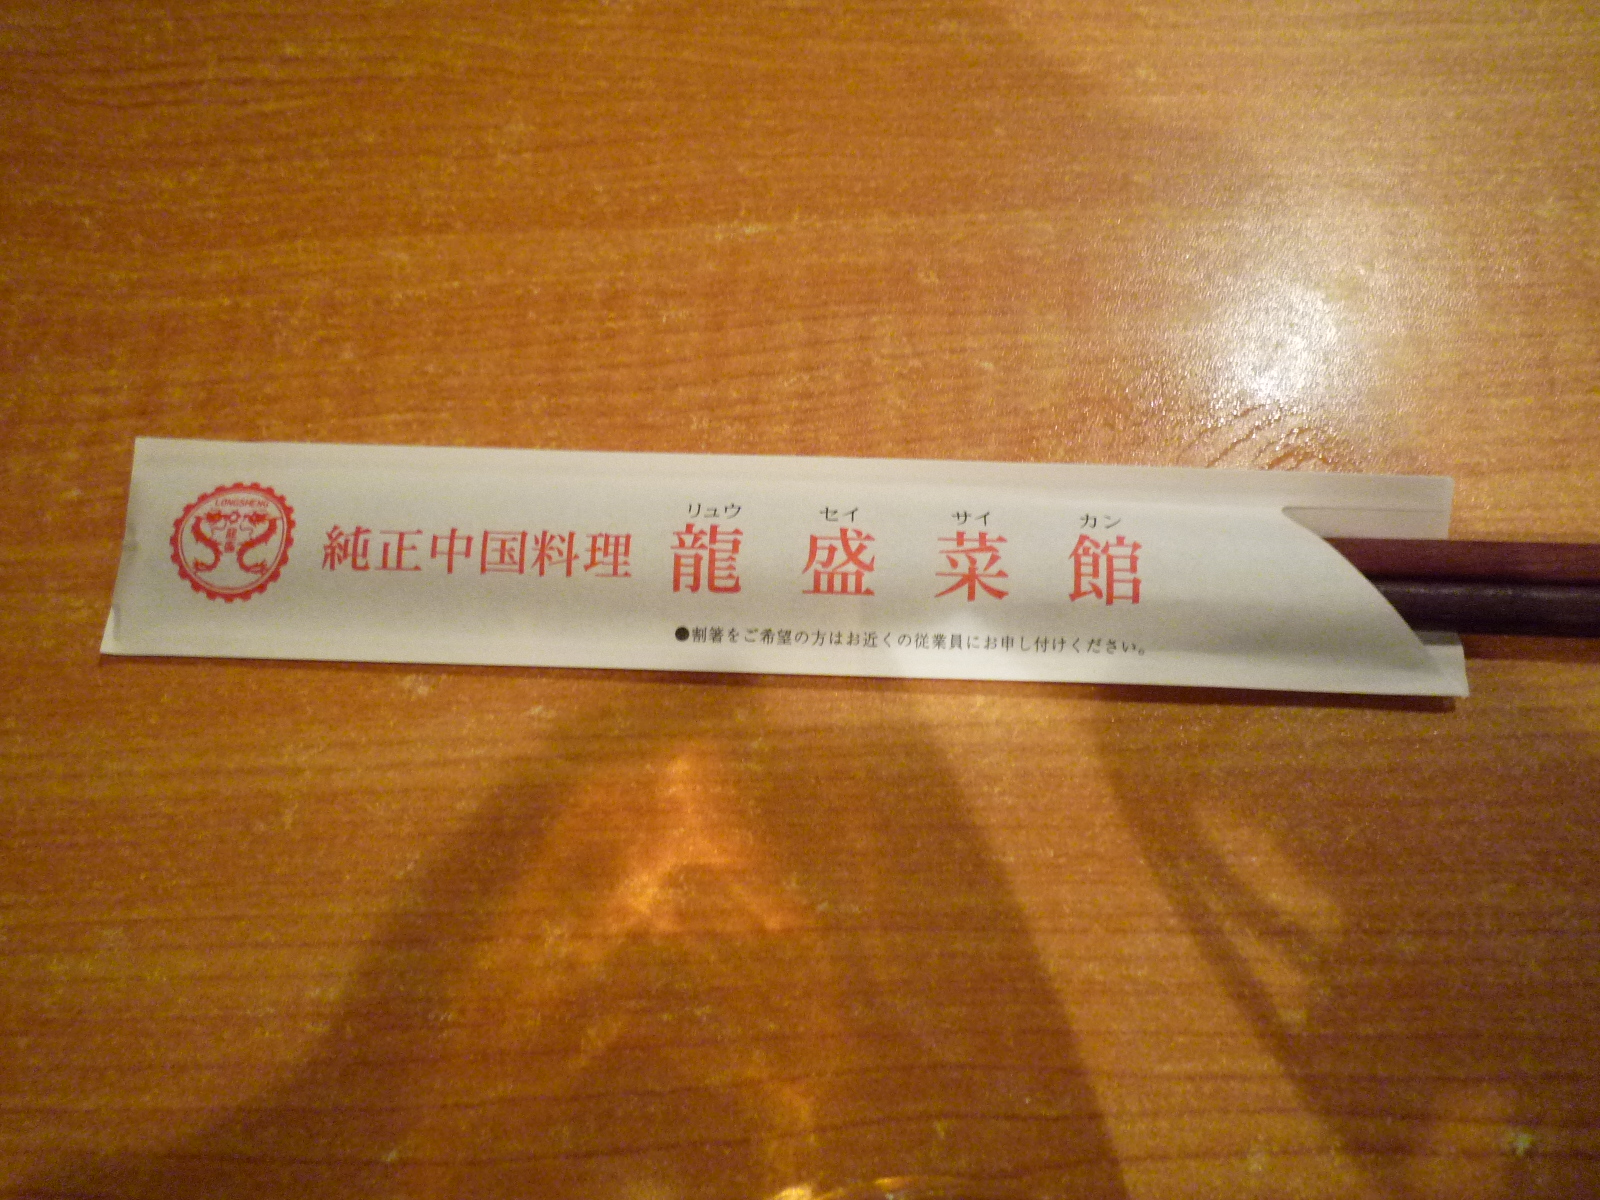 LONGSHENG
龍盛
純正中国料理
リュウ セイ サイ カン
龍盛菜館
●割箸をご希望の方はお近くの従業員にお申し付けください。